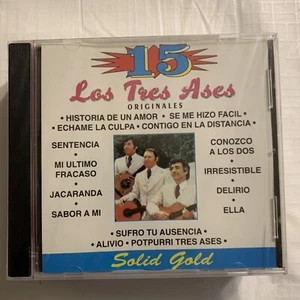 15
Los Tres Ases
ORIGINALES
• HISTORIA DE UN AMOR • SE ME HIZO FACIL •
• ECHAME LA CULPA • CONTIGO EN LA DISTANCIA •
SENTENCIA
•
MI ULTIMO
FRACASO
•
JACARANDA
•
SABOR A MI
CONOZCO
A LOS DOS
•
IRRESISTIBLE
•
DELIRIO
•
ELLA
• SUFRO TU AUSENCIA •
• ALIVIO • POTPURRI TRES ASES •
Solid Gold